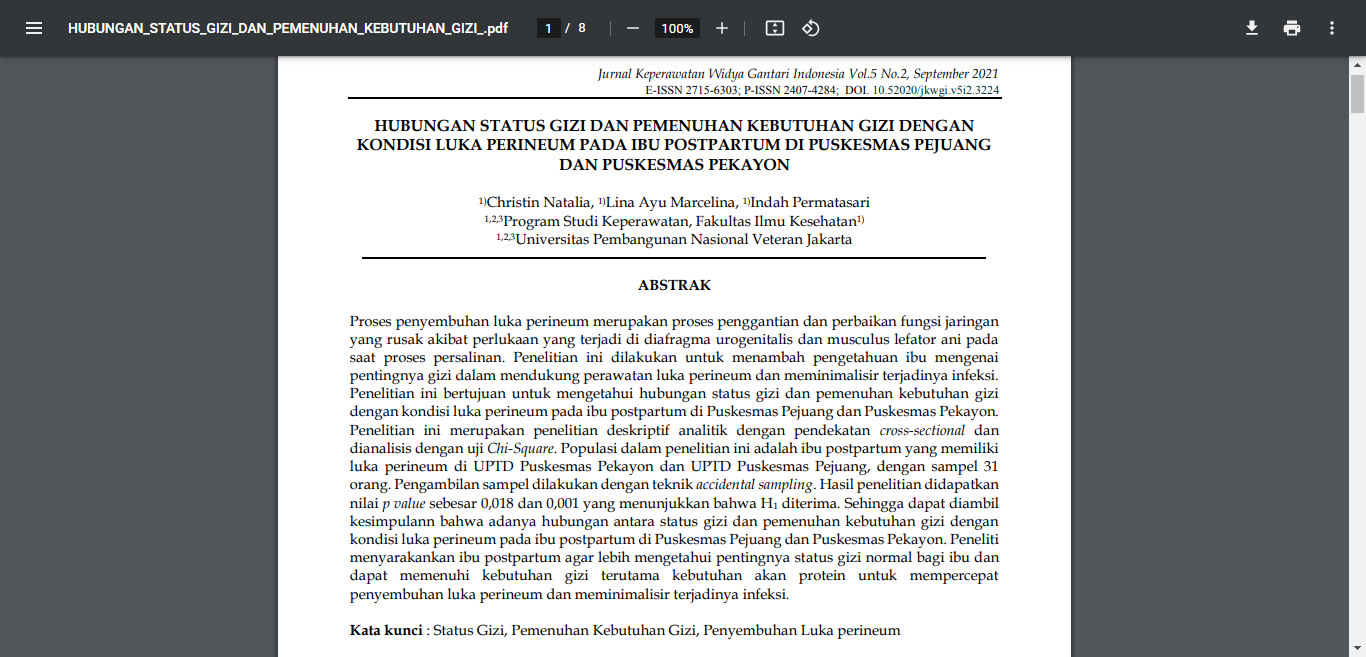 HUBUNGAN_STATUS_GIZI_DAN_PEMENUHAN_KEBUTUHAN_GIZI_.pdf 1 / 8 100%
Jurnal Keperawatan Widya Gantari Indonesia Vol.5 No.2, September 2021
E-ISSN 2715-6303; P-ISSN 2407-4284; DOI. 10.52020/jkwgi.v5i2.3224
HUBUNGAN STATUS GIZI DAN PEMENUHAN KEBUTUHAN GIZI DENGAN
KONDISI LUKA PERINEUM PADA IBU POSTPARTUM DI PUSKESMAS PEJUANG
DAN PUSKESMAS PEKAYON
1)Christin Natalia, 1)Lina Ayu Marcelina, 1)Indah Permatasari
1,2,3Program Studi Keperawatan, Fakultas Ilmu Kesehatan1)
1,2,3Universitas Pembangunan Nasional Veteran Jakarta
ABSTRAK
Proses penyembuhan luka perineum merupakan proses penggantian dan perbaikan fungsi jaringan
yang rusak akibat perlukaan yang terjadi di diafragma urogenitalis dan musculus lefator ani pada
saat proses persalinan. Penelitian ini dilakukan untuk menambah pengetahuan ibu mengenai
pentingnya gizi dalam mendukung perawatan luka perineum dan meminimalisir terjadinya infeksi.
Penelitian ini bertujuan untuk mengetahui hubungan status gizi dan pemenuhan kebutuhan gizi
dengan kondisi luka perineum pada ibu postpartum di Puskesmas Pejuang dan Puskesmas Pekayon.
Penelitian ini merupakan penelitian deskriptif analitik dengan pendekatan cross-sectional dan
dianalisis dengan uji Chi-Square. Populasi dalam penelitian ini adalah ibu postpartum yang memiliki
luka perineum di UPTD Puskesmas Pekayon dan UPTD Puskesmas Pejuang, dengan sampel 31
orang. Pengambilan sampel dilakukan dengan teknik accidental sampling. Hasil penelitian didapatkan
nilai p value sebesar 0,018 dan 0,001 yang menunjukkan bahwa H1 diterima. Sehingga dapat diambil
kesimpulann bahwa adanya hubungan antara status gizi dan pemenuhan kebutuhan gizi dengan
kondisi luka perineum pada ibu postpartum di Puskesmas Pejuang dan Puskesmas Pekayon. Peneliti
menyarakankan ibu postpartum agar lebih mengetahui pentingnya status gizi normal bagi ibu dan
dapat memenuhi kebutuhan gizi terutama kebutuhan akan protein untuk mempercepat
penyembuhan luka perineum dan meminimalisir terjadinya infeksi.
Kata kunci : Status Gizi, Pemenuhan Kebutuhan Gizi, Penyembuhan Luka perineum